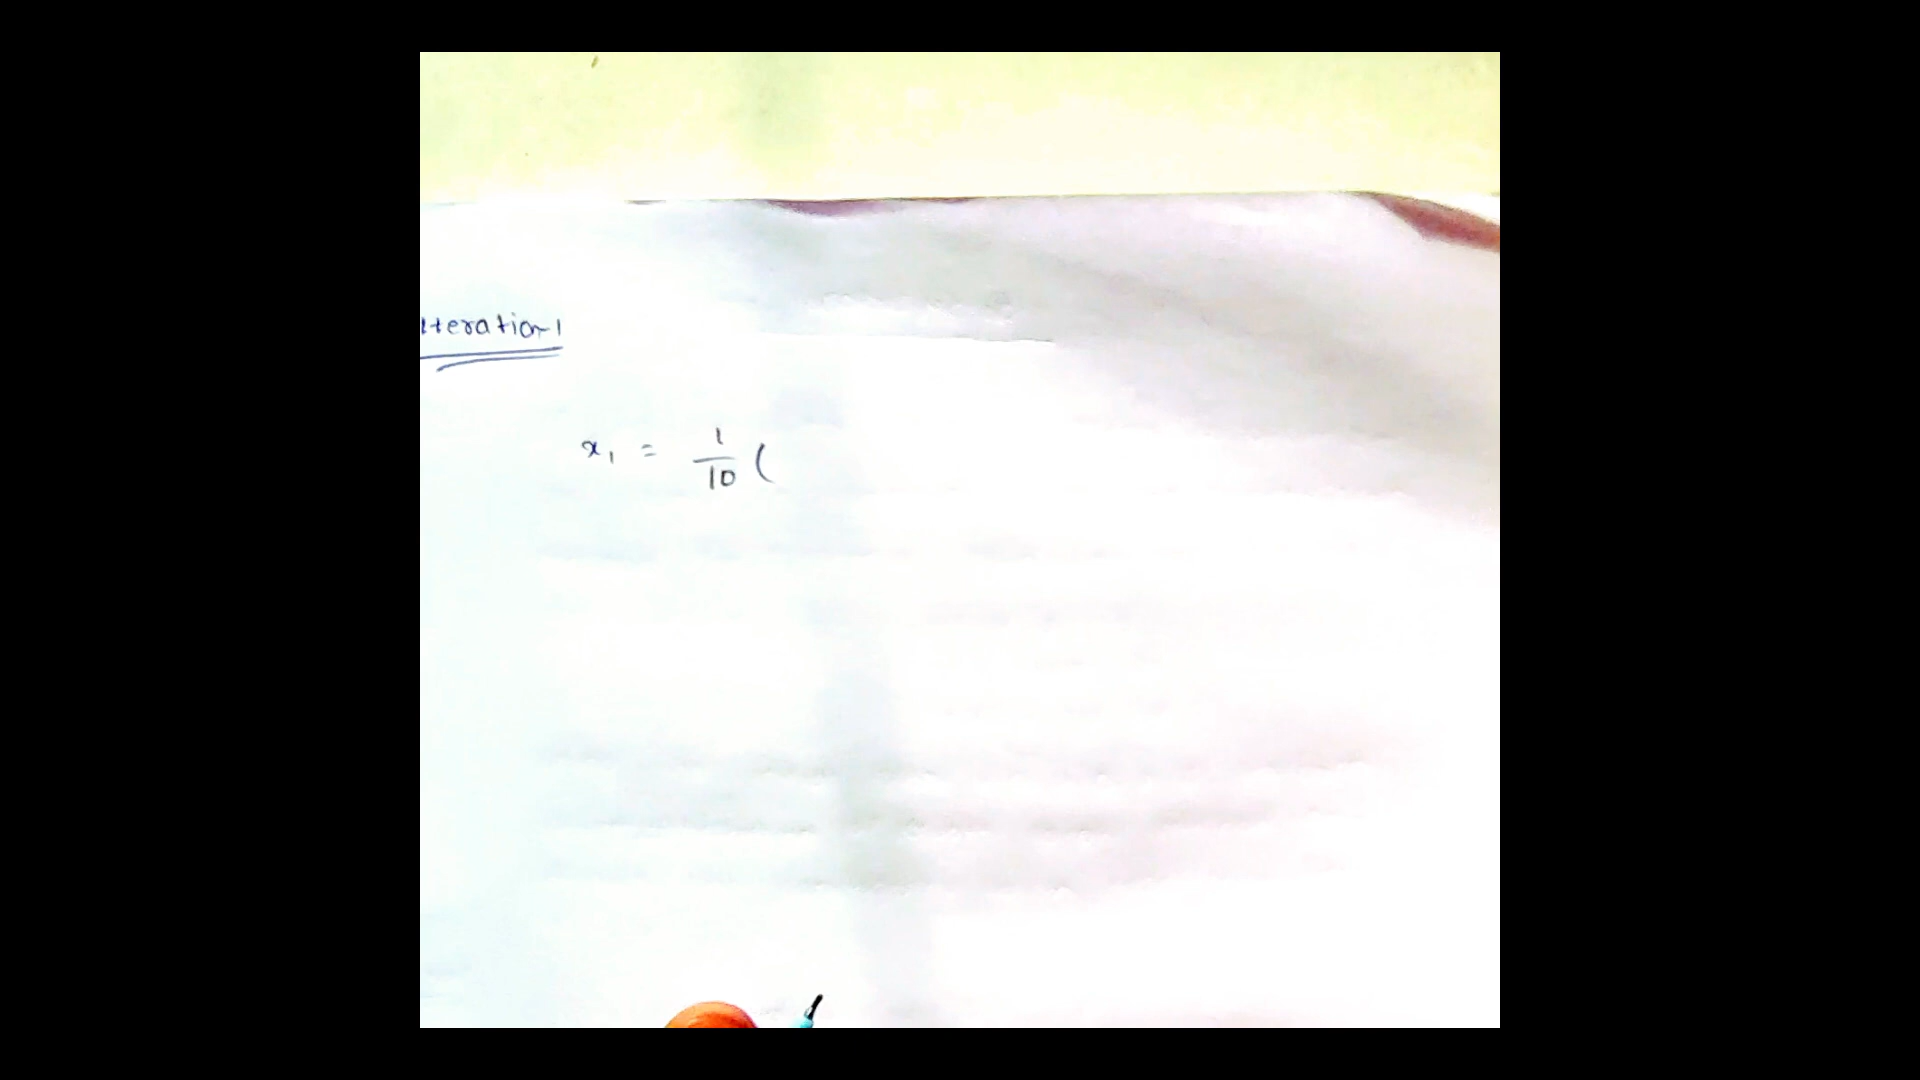 Iteration-1
x₁ = 1/10 (